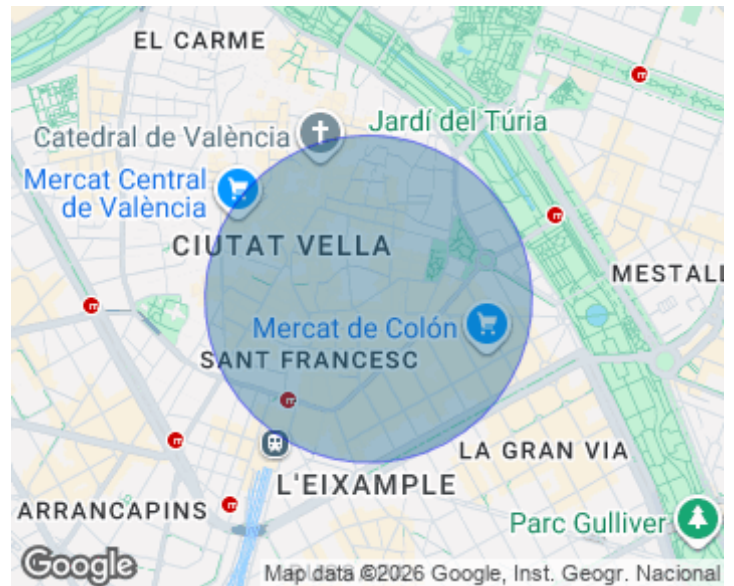 EL CARME
Catedral de València
Jardí del Túria
Mercat Central
de València
CIUTAT VELLA
MESTALL
Mercat de Colón
SANT FRANCESC
LA GRAN VIA
L'EIXAMPLE
ARRANCAPINS
Parc Gulliver
Google
Map data ©2026 Google, Inst. Geogr. Nacional